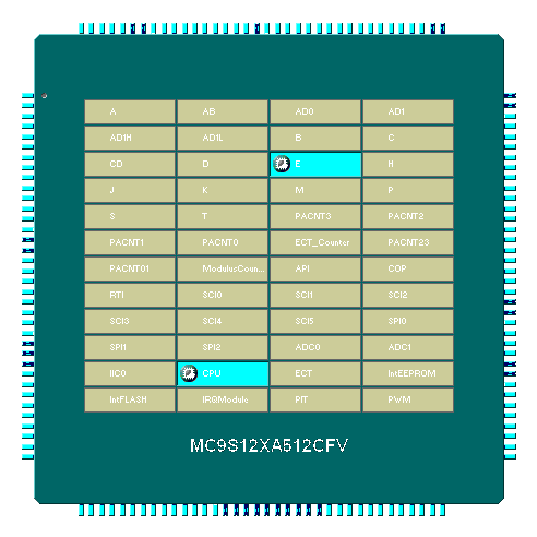 A AB AD0 AD1
AD1H AD1L B C
CD D E H
J K M P
S T PACNT3 PACNT2
PACNT1 PACNT0 ECT_Counter PACNT23
PACNT01 ModulusCoun... API COP
RTI SCI0 SCI1 SCI2
SCI3 SCI4 SCI5 SPI0
SPI1 SPI2 ADC0 ADC1
IIC0 CPU ECT IntEEPROM
IntFLASH IRQModule PIT PWM
MC9S12XA512CFV